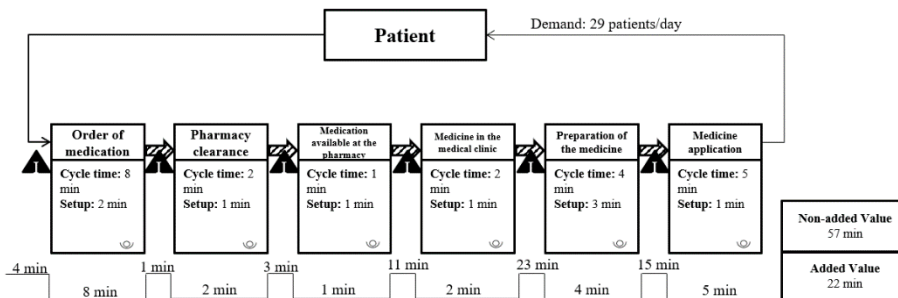 Patient
Demand: 29 patients/day
Order of
medication
Cycle time: 8
min
Setup: 2 min
Pharmacy
clearance
Cycle time: 2
min
Setup: 1 min
Medication
available at the
pharmacy
Cycle time: 1
min
Setup: 1 min
Medicine in the
medical clinic
Cycle time: 2
min
Setup: 1 min
Preparation of
the medicine
Cycle time: 4
min
Setup: 3 min
Medicine
application
Cycle time: 5
min
Setup: 1 min
Non-added Value
57 min
Added Value
22 min
4 min
1 min
3 min
11 min
23 min
15 min
8 min
2 min
1 min
2 min
4 min
5 min